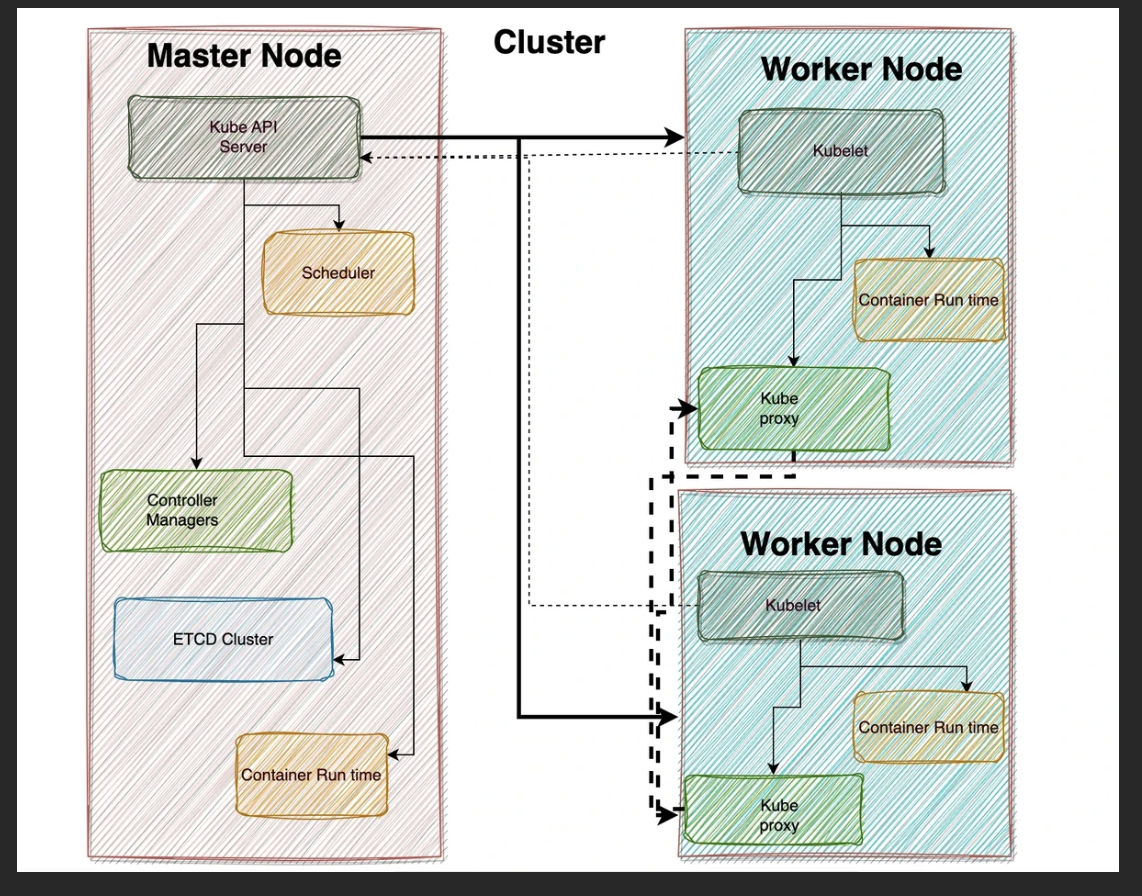 Cluster
Master Node
Kube API
Server
Scheduler
Controller
Managers
ETCD Cluster
Container Run time
Worker Node
Kubelet
Container Run time
Kube
proxy
Worker Node
Kubelet
Container Run time
Kube
proxy